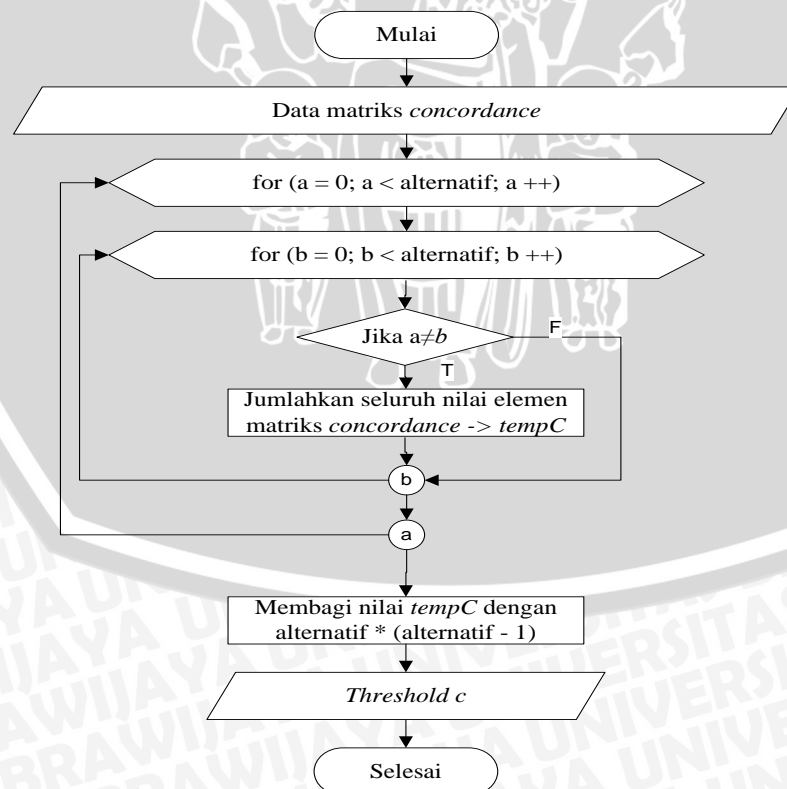 Mulai
Data matriks concordance
for (a = 0; a < alternatif; a ++)
for (b = 0; b < alternatif; b ++)
Jika a≠b
F
T
Jumlahkan seluruh nilai elemen
matriks concordance -> tempC
b
a
Membagi nilai tempC dengan
alternatif * (alternatif - 1)
Threshold c
Selesai